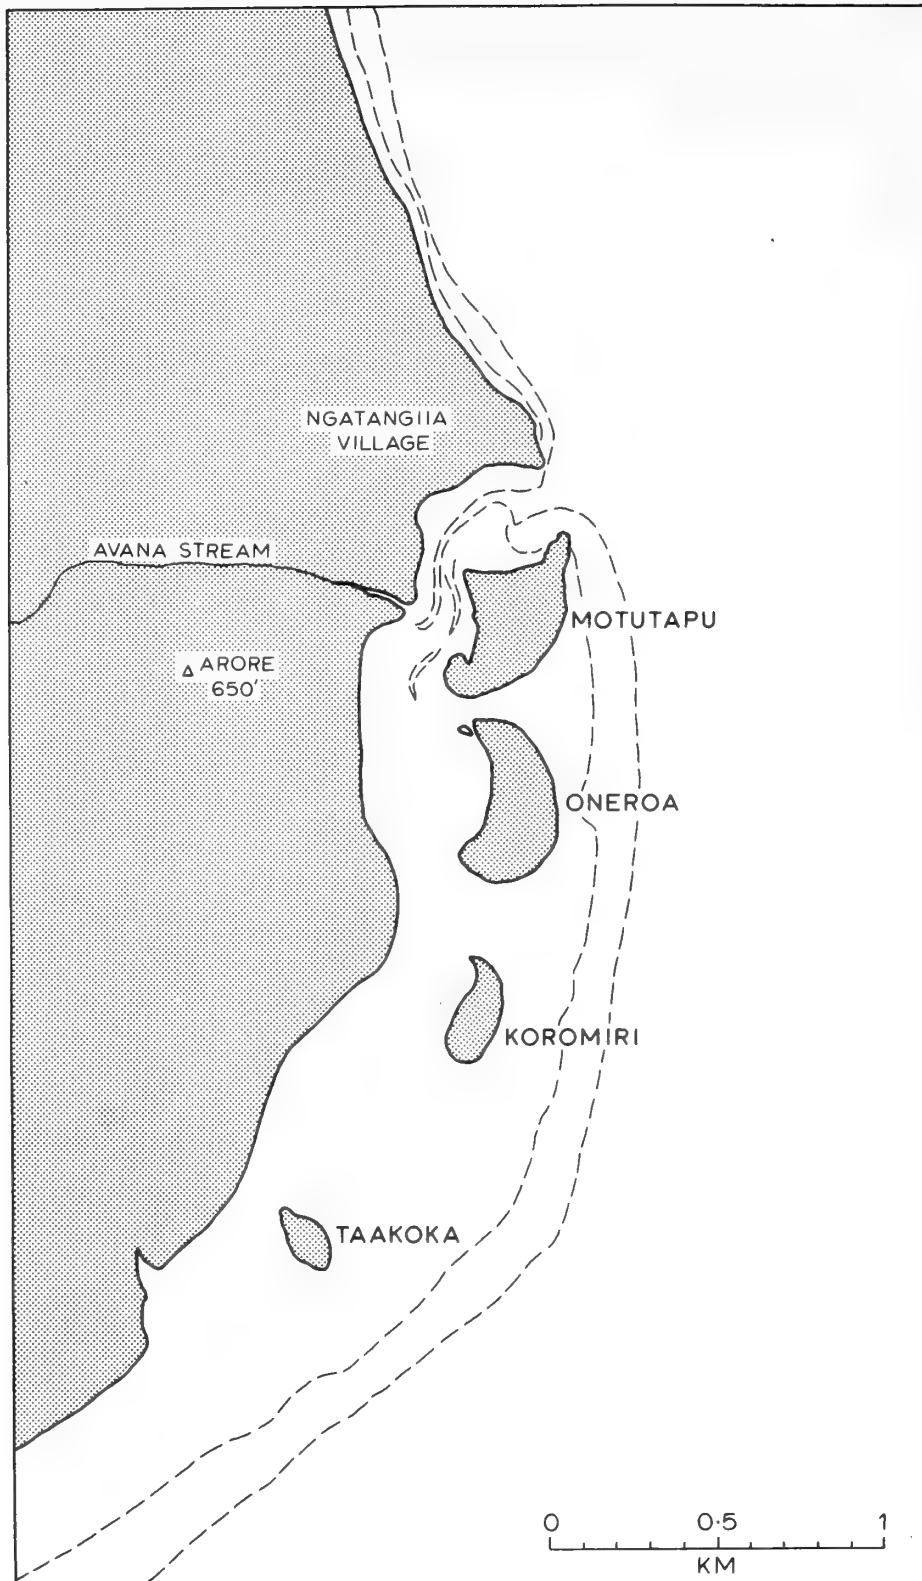 NGATANGIIA
VILLAGE
AVANA STREAM
MOTUTAPU
ARORE
650'
ONEROA
KOROMIRI
TAAKOKA
0 0·5 1
KM